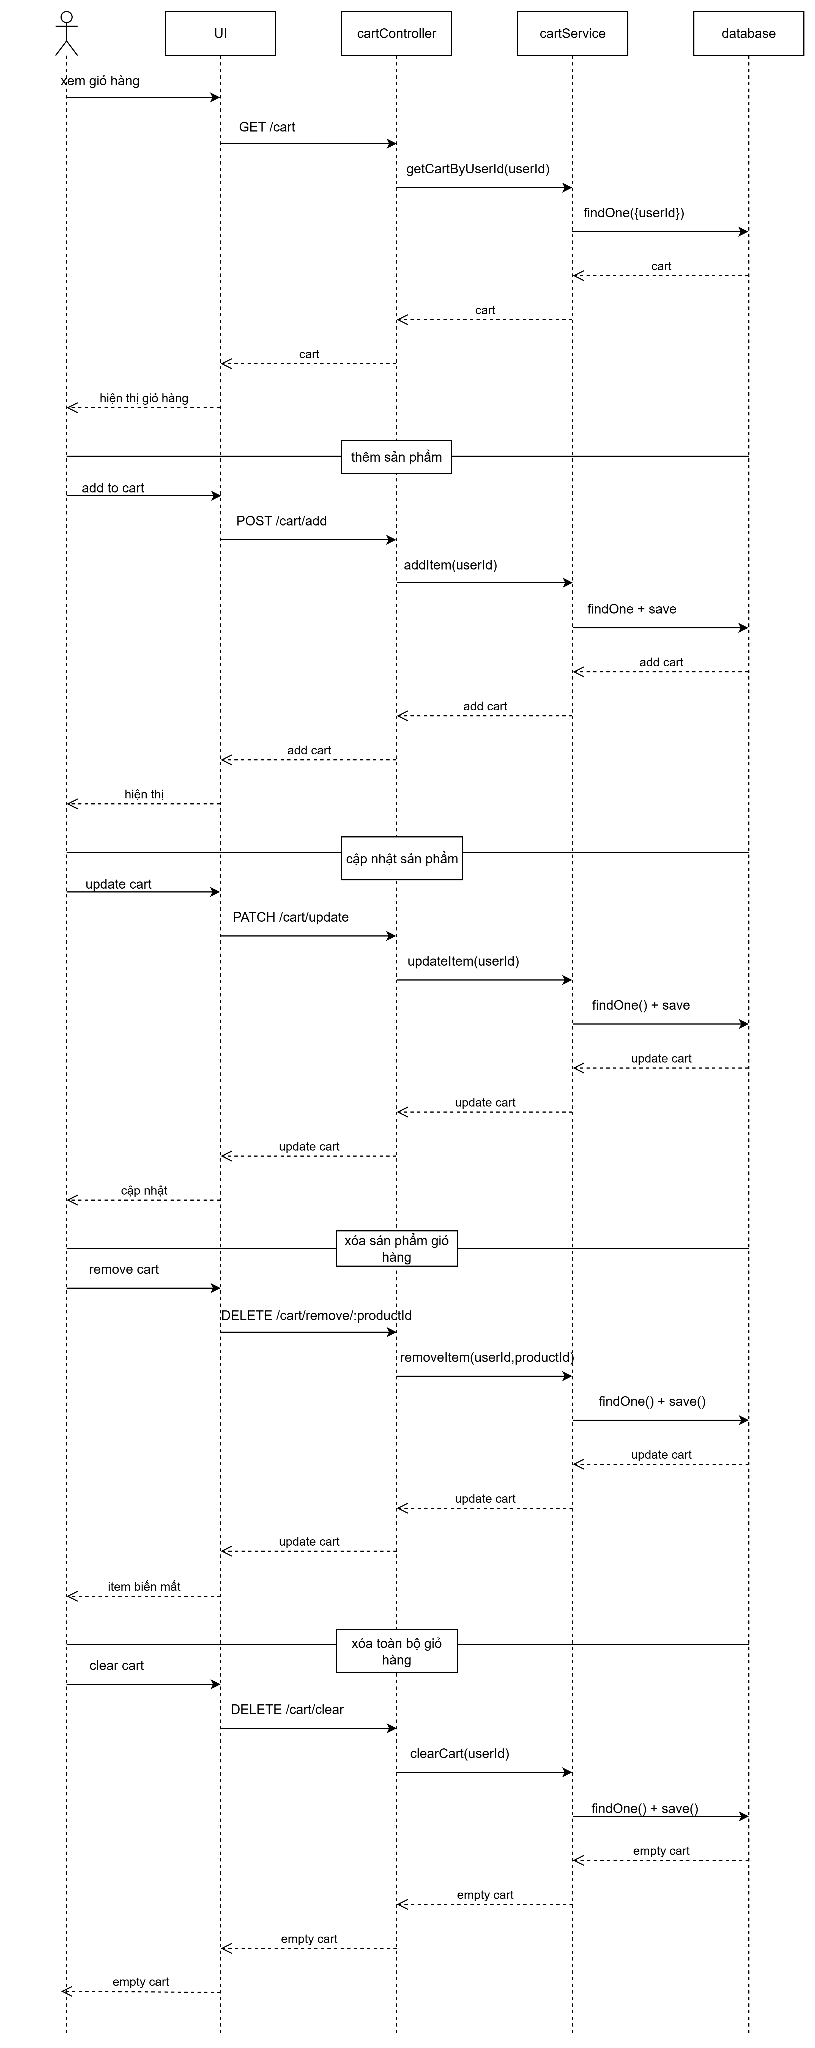 UI
cartController
cartService
database
xem gió hàng
GET /cart
getCartByUserId(userId)
findOne({userId})
cart
cart
cart
hiện thị gió hàng
thêm sản phẩm
add to cart
POST /cart/add
addItem(userId)
findOne + save
add cart
add cart
add cart
hiện thị
cập nhật sản phẩm
update cart
PATCH /cart/update
updateItem(userId)
findOne() + save
update cart
update cart
update cart
cập nhật
xóa sản phẩm gió
hàng
remove cart
DELETE /cart/remove/:productId
removeItem(userId,productId)
findOne() + save()
update cart
update cart
update cart
item biến mất
xóa toàn bộ giỏ
hàng
clear cart
DELETE /cart/clear
clearCart(userId)
findOne() + save()
empty cart
empty cart
empty cart
empty cart